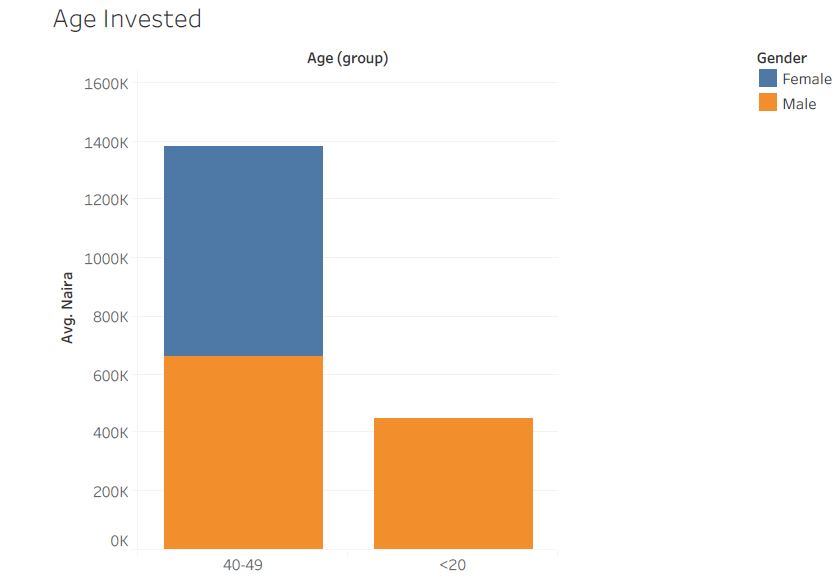 Age Invested
Age (group)
Gender
Female
Male
1600K
1400K
1200K
1000K
800K
600K
400K
200K
0K
Avg. Naira
40-49
<20